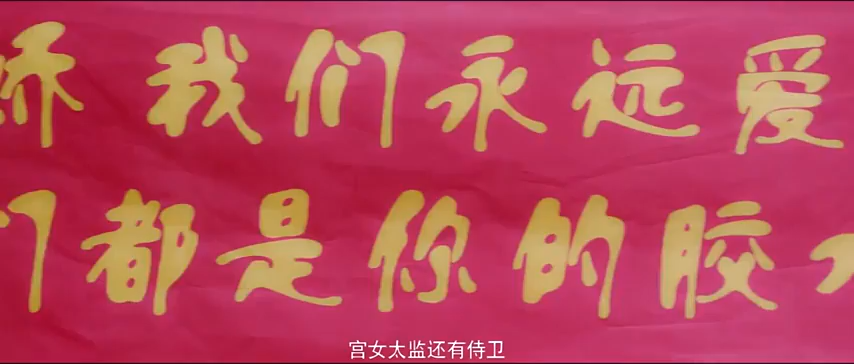 我们永远爱
都是你的胶
宫女太监还有侍卫